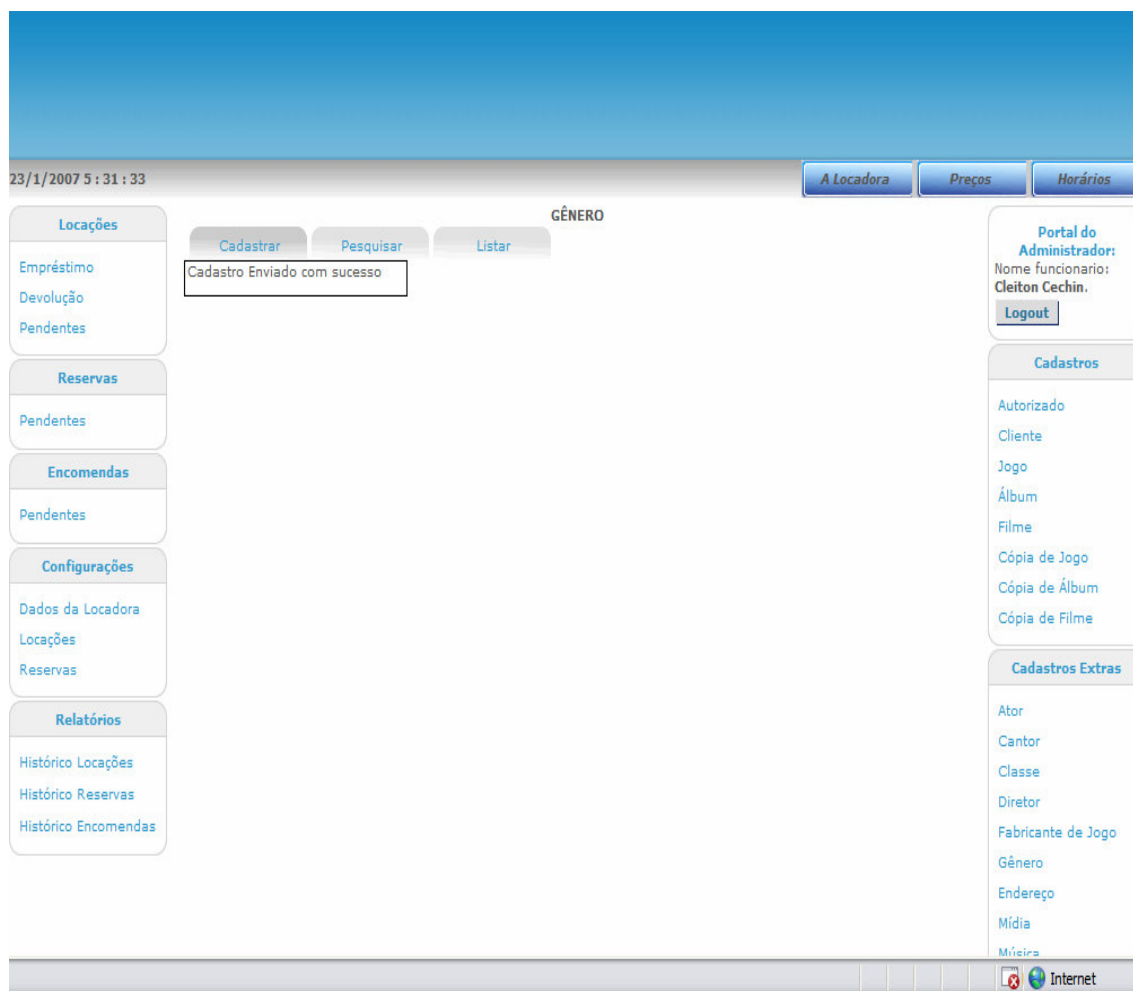 23/1/2007 5 : 31 : 33
A Locadora
Preços
Horários
Locações
Empréstimo
Devolução
Pendentes
Reservas
Pendentes
Encomendas
Pendentes
Configurações
Dados da Locadora
Locações
Reservas
Relatórios
Histórico Locações
Histórico Reservas
Histórico Encomendas
GÊNERO
Cadastrar
Pesquisar
Listar
Cadastro Enviado com sucesso
Portal do
Administrador:
Nome funcionario:
Cleiton Cechin.
Logout
Cadastros
Autorizado
Cliente
Jogo
Álbum
Filme
Cópia de Jogo
Cópia de Álbum
Cópia de Filme
Cadastros Extras
Ator
Cantor
Classe
Diretor
Fabricante de Jogo
Gênero
Endereço
Mídia
Música
Internet